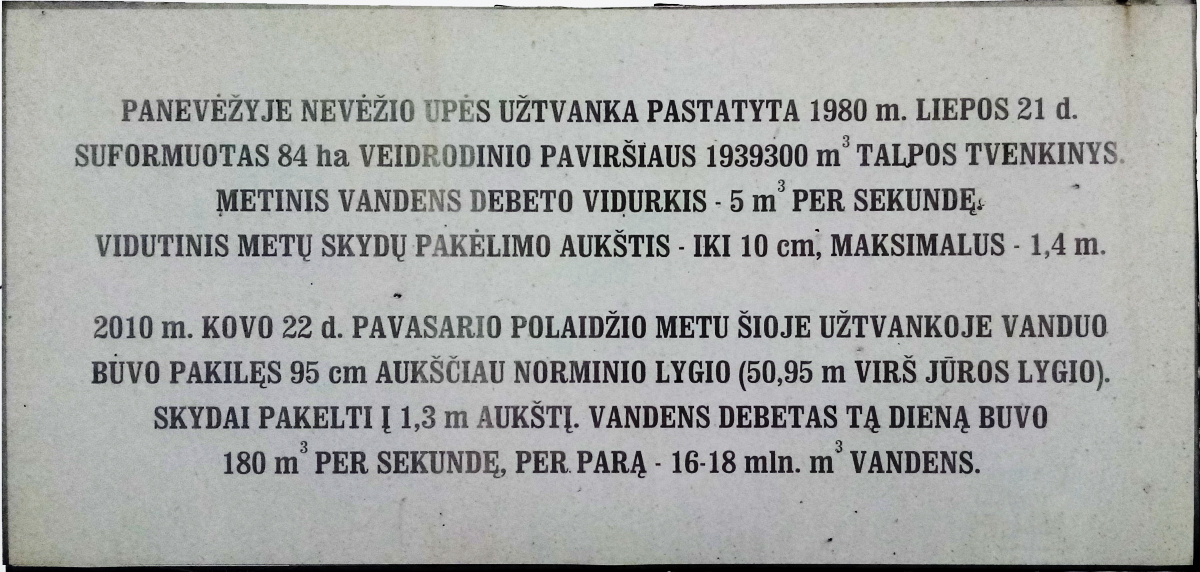 PANEVĖŽYJE NEVĖŽIO UPĖS UŽTVANKA PASTATYTA 1980 m. LIEPOS 21 d.
SUFORMUOTAS 84 ha VEIDRODINIO PAVIRŠIAUS 1939300 m³ TALPOS TVENKINYS.
METINIS VANDENS DEBETO VIDURKIS - 5 m³ PER SEKUNDĘ.
VIDUTINIS METŲ SKYDŲ PAKĖLIMO AUKŠTIS - IKI 10 cm, MAKSIMALUS - 1,4 m.
2010 m. KOVO 22 d. PAVASARIO POLAIDŽIO METU ŠIOJE UŽTVANKOJE VANDUO
BUVO PAKILĘS 95 cm AUKŠČIAU NORMINIO LYGIO (50,95 m VIRŠ JŪROS LYGIO).
SKYDAI PAKELTI Į 1,3 m AUKŠTĮ. VANDENS DEBETAS TĄ DIENĄ BUVO
180 m³ PER SEKUNDĘ, PER PARĄ - 16-18 mln. m³ VANDENS.